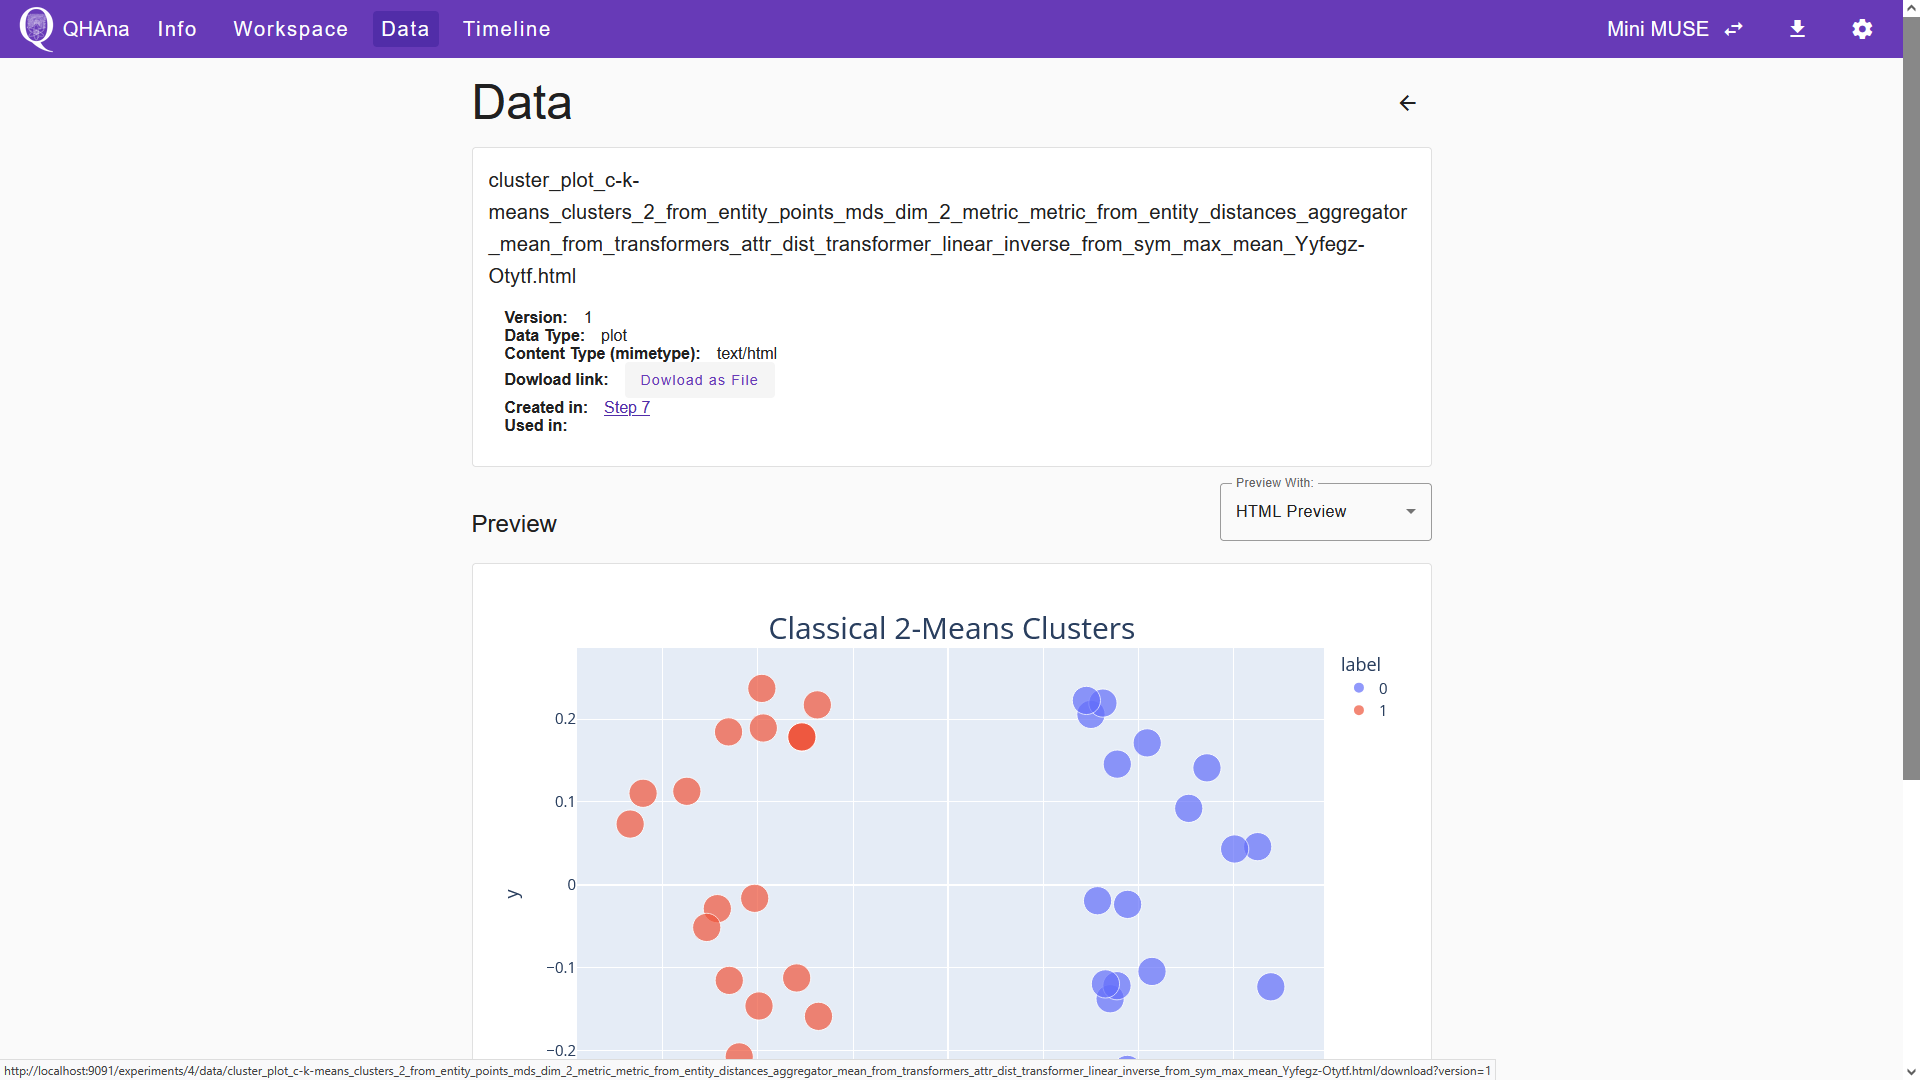 QHAna Info Workspace Data Timeline Mini MUSE
Data
cluster_plot_c-k-
means_clusters_2_from_entity_points_mds_dim_2_metric_metric_from_entity_distances_aggregator
_mean_from_transformers_attr_dist_transformer_linear_inverse_from_sym_max_mean_Yyfegz-
Otytf.html
Version: 1
Data Type: plot
Content Type (mimetype): text/html
Dowload link: Dowload as File
Created in: Step 7
Used in:
Preview With:
HTML Preview
Preview
Classical 2-Means Clusters
label
0
1
0.2
0.1
0
y
−0.1
−0.2
http://localhost:9091/experiments/4/data/cluster_plot_c-k-means_clusters_2_from_entity_points_mds_dim_2_metric_metric_from_entity_distances_aggregator_mean_from_transformers_attr_dist_transformer_linear_inverse_from_sym_max_mean_Yyfegz-Otytf.html/download?version=1